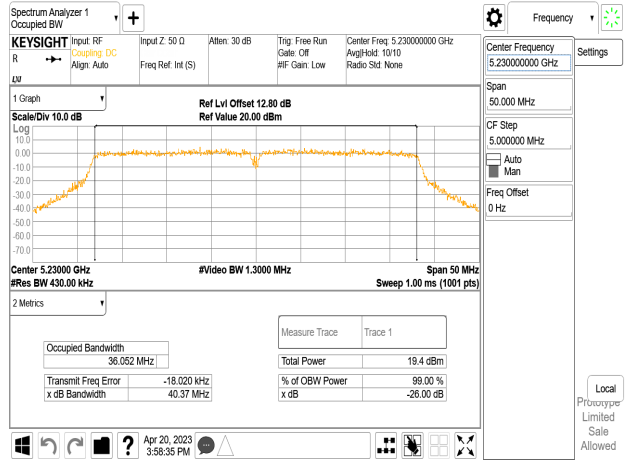 Spectrum Analyzer 1
Occupied BW
Frequency
KEYSIGHT
R
Input: RF
Coupling: DC
Align: Auto
Input Z: 50 Ω
Freq Ref: Int (S)
Atten: 30 dB
Trig: Free Run
Gate: Off
#IF Gain: Low
Center Freq: 5.230000000 GHz
Avg|Hold: 10/10
Radio Std: None
Center Frequency
5.230000000 GHz
Settings
Span
50.000 MHz
CF Step
5.000000 MHz
Auto
Man
Freq Offset
0 Hz
1 Graph
Scale/Div 10.0 dB
Ref Lvl Offset 12.80 dB
Ref Value 20.00 dBm
Log
10.0
0.00
-10.0
-20.0
-30.0
-40.0
-50.0
-60.0
-70.0
Center 5.23000 GHz
#Video BW 1.3000 MHz
Span 50 MHz
#Res BW 430.00 kHz
Sweep 1.00 ms (1001 pts)
2 Metrics
Measure Trace
Trace 1
Occupied Bandwidth
36.052 MHz
Total Power
19.4 dBm
Transmit Freq Error
-18.020 kHz
% of OBW Power
99.00 %
x dB Bandwidth
40.37 MHz
x dB
-26.00 dB
Local
Prototype
Limited
Sale
Allowed
Apr 20, 2023
3:58:35 PM